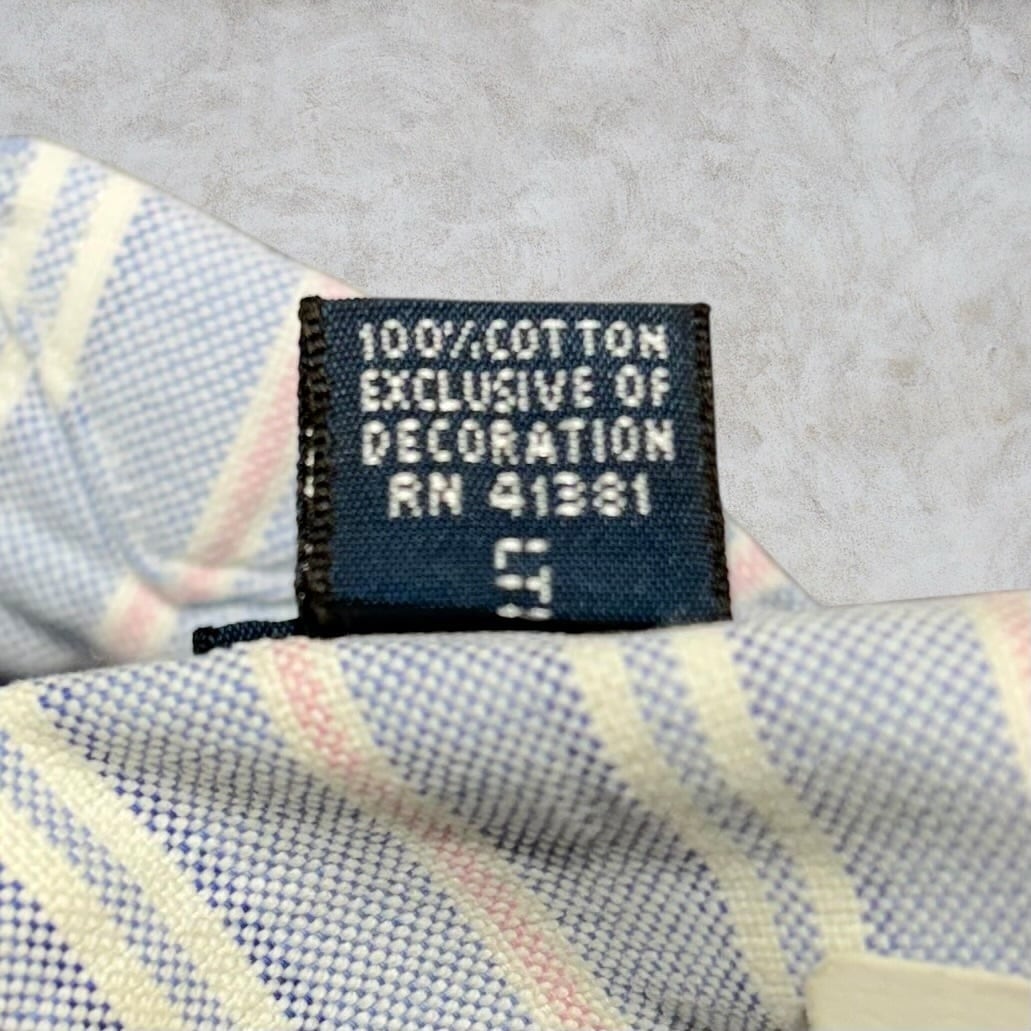 100% COTTON
EXCLUSIVE OF
DECORATION
RN 41381